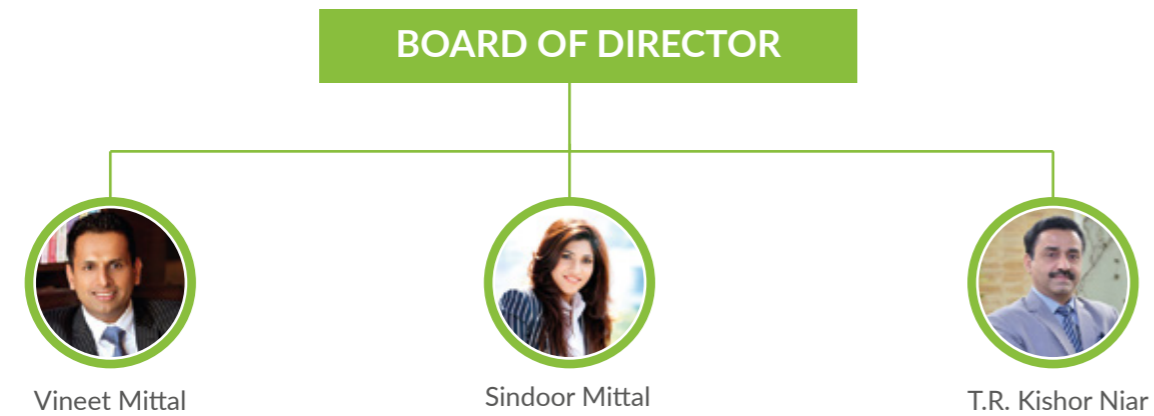 BOARD OF DIRECTOR
Vineet Mittal
Sindoor Mittal
T.R. Kishor Niar